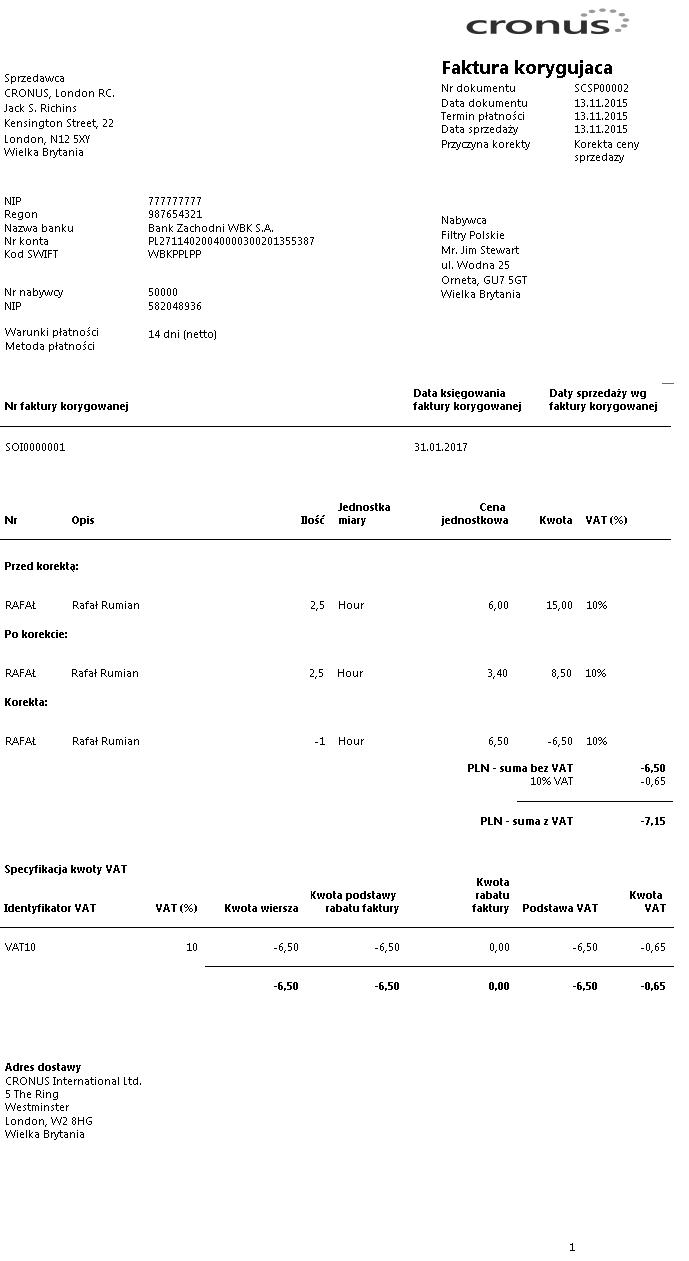 cronus
Faktura korygujaca
Sprzedawca
CRONUS, London RC.
Jack S. Richins
Kensington Street, 22
London, N12 5XY
Wielka Brytania
Nr dokumentu SCSP00002
Data dokumentu 13.11.2015
Termin płatności 13.11.2015
Data sprzedaży 13.11.2015
Przyczyna korekty Korekta ceny
sprzedazy
NIP 777777777
Regon 987654321
Nazwa banku Bank Zachodni WBK S.A.
Nr konta PL27114020040000300201355387
Kod SWIFT WBKPPLPP
Nabywca
Filtry Polskie
Mr. Jim Stewart
ul. Wodna 25
Orneta, GU7 5GT
Wielka Brytania
Nr nabywcy 50000
NIP 582048936
Warunki płatności 14 dni (netto)
Metoda płatności
Data księgowania Daty sprzedaży wg
Nr faktury korygowanej faktury korygowanej faktury korygowanej
SOI0000001 31.01.2017
Jednostka Cena
Nr Opis Ilość miary jednostkowa Kwota VAT (%)
Przed korektą:
RAFAŁ Rafał Rumian 2,5 Hour 6,00 15,00 10%
Po korekcie:
RAFAŁ Rafał Rumian 2,5 Hour 3,40 8,50 10%
Korekta:
RAFAŁ Rafał Rumian -1 Hour 6,50 -6,50 10%
PLN - suma bez VAT -6,50
10% VAT -0,65
PLN - suma z VAT -7,15
Specyfikacja kwoty VAT
Kwota
Kwota podstawy rabatu Kwota
Identyfikator VAT VAT (%) Kwota wiersza rabatu faktury faktury Podstawa VAT VAT
VAT10 10 -6,50 -6,50 0,00 -6,50 -0,65
-6,50 -6,50 0,00 -6,50 -0,65
Adres dostawy
CRONUS International Ltd.
5 The Ring
Westminster
London, W2 8HG
Wielka Brytania
1